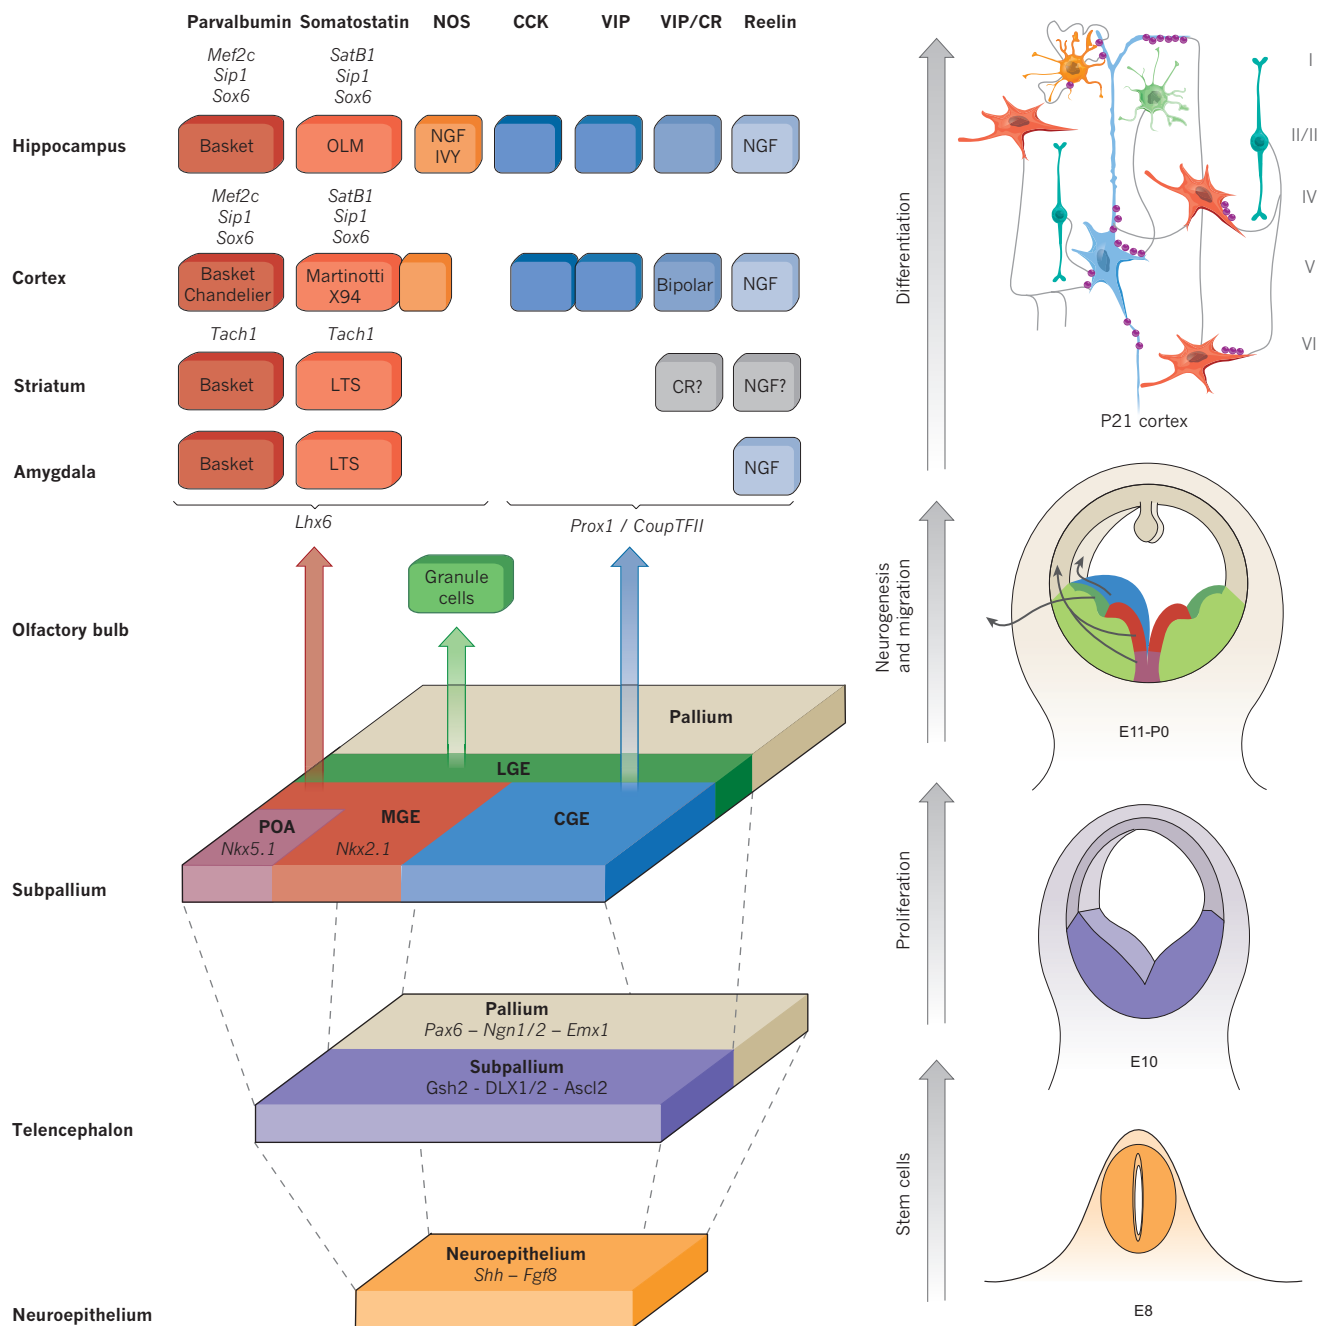 Parvalbumin Somatostatin NOS CCK VIP VIP/CR Reelin
Mef2c
Sip1
Sox6
SatB1
Sip1
Sox6
Hippocampus
Basket
OLM
NGF
IVY
NGF
Mef2c
Sip1
Sox6
SatB1
Sip1
Sox6
Cortex
Basket
Chandelier
Martinotti
X94
Bipolar
NGF
Tach1
Tach1
Striatum
Basket
LTS
CR?
NGF?
Amygdala
Basket
LTS
NGF
Lhx6
Prox1 / CoupTFII
Olfactory bulb
Granule
cells
Pallium
LGE
MGE
CGE
POA
Nkx5.1
Nkx2.1
Subpallium
Pallium
Pax6 – Ngn1/2 – Emx1
Subpallium
Gsh2 - DLX1/2 - Ascl2
Telencephalon
Neuroepithelium
Shh – Fgf8
Neuroepithelium
Differentiation
I
II/II
IV
V
VI
P21 cortex
Neurogenesis
and migration
E11-P0
Proliferation
E10
Stem cells
E8